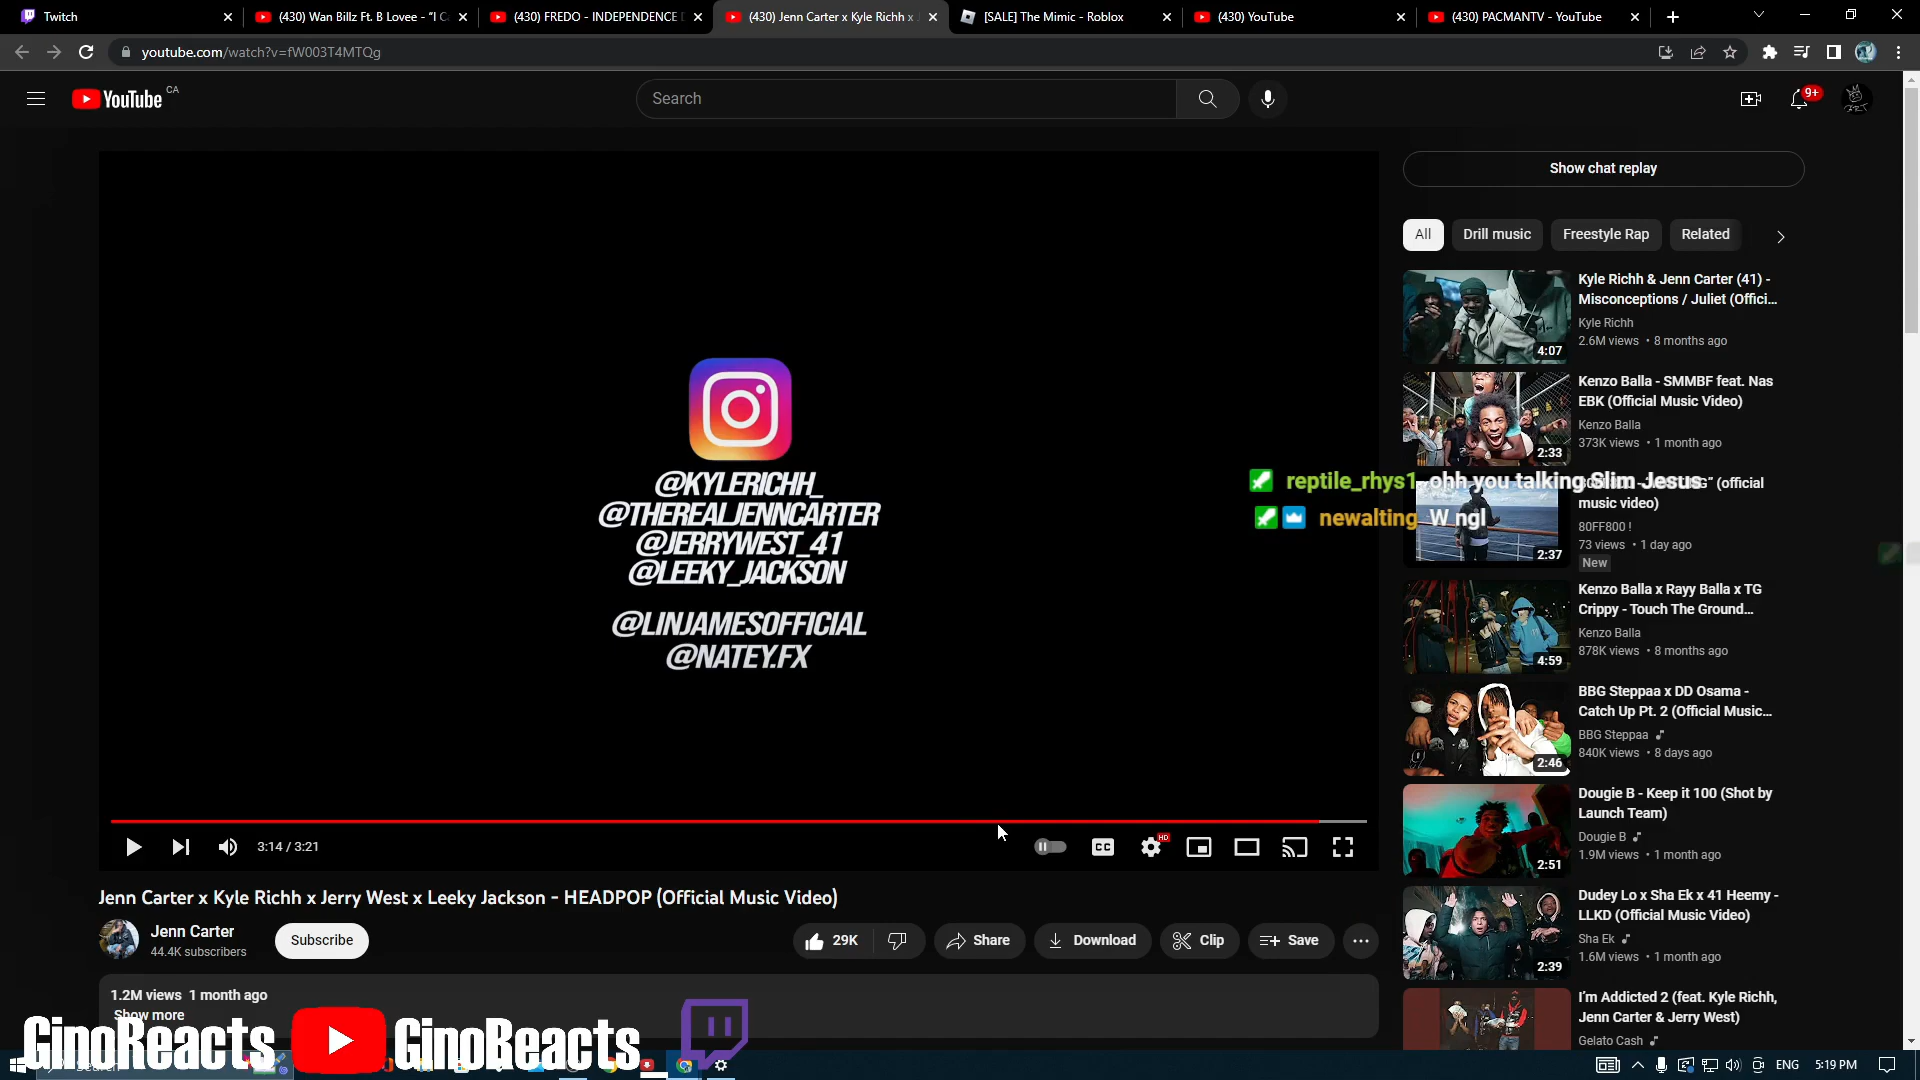 Twitch
(430) Wan Billz Ft. B Lovee - "I C
(430) FREDO - INDEPENDENCE D
(430) Jenn Carter x Kyle Richh x J
[SALE] The Mimic - Roblox
(430) YouTube
(430) PACMANTV - YouTube
youtube.com/watch?v=fW003T4MTQg
YouTube CA
Search
9+
Show chat replay
All
Drill music
Freestyle Rap
Related
@KYLERICHH_
@THEREALJENNCARTER
@JERRYWEST_41
@LEEKY_JACKSON
@LINJAMESOFFICIAL
@NATEY.FX
3:14 / 3:21
CC
HD
Jenn Carter x Kyle Richh x Jerry West x Leeky Jackson - HEADPOP (Official Music Video)
Jenn Carter
44.4K subscribers
Subscribe
29K
Share
Download
Clip
Save
1.2M views 1 month ago
Show more
4:07
Kyle Richh & Jenn Carter (41) -
Misconceptions / Juliet (Offici...
Kyle Richh
2.6M views • 8 months ago
2:33
Kenzo Balla - SMMBF feat. Nas
EBK (Official Music Video)
Kenzo Balla
373K views • 1 month ago
reptile_rhys1 ohh you talking Slim Jesus
newalting W ngl
2:37
(official
music video)
80FF800 !
73 views • 1 day ago
New
4:59
Kenzo Balla x Rayy Balla x TG
Crippy - Touch The Ground...
Kenzo Balla
878K views • 8 months ago
2:46
BBG Steppaa x DD Osama -
Catch Up Pt. 2 (Official Music...
BBG Steppaa
840K views • 8 days ago
2:51
Dougie B - Keep it 100 (Shot by
Launch Team)
Dougie B
1.9M views • 1 month ago
2:39
Dudey Lo x Sha Ek x 41 Heemy -
LLKD (Official Music Video)
Sha Ek
1.6M views • 1 month ago
I'm Addicted 2 (feat. Kyle Richh,
Jenn Carter & Jerry West)
Gelato Cash
GinoReacts
GinoReacts
ENG
5:19 PM